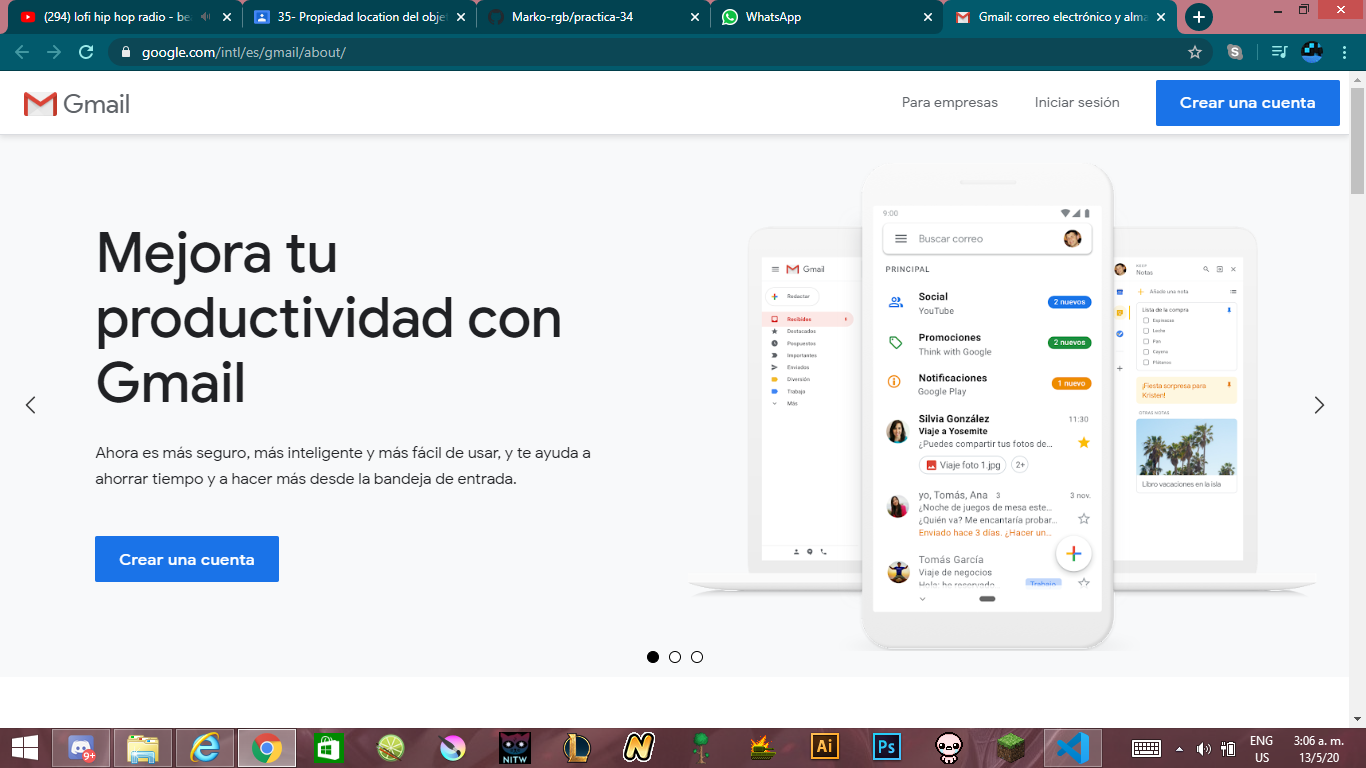 (294) lofi hip hop radio - be
35- Propiedad location del obje
Marko-rgb/practica-34
WhatsApp
Gmail: correo electrónico y alma
google.com/intl/es/gmail/about/
Gmail
Para empresas
Iniciar sesión
Crear una cuenta
Mejora tu
productividad con
Gmail
Ahora es más seguro, más inteligente y más fácil de usar, y te ayuda a
ahorrar tiempo y a hacer más desde la bandeja de entrada.
Crear una cuenta
Gmail
Redactar
Recibidos
Destacados
Pospuestos
Importantes
Enviados
Diversión
Trabajo
Más
9:00
Buscar correo
PRINCIPAL
Social
YouTube
2 nuevos
Promociones
Think with Google
2 nuevos
Notificaciones
Google Play
1 nuevo
Silvia González
11:30
Viaje a Yosemite
¿Puedes compartir tus fotos de...
Viaje foto 1.jpg
2+
yo, Tomás, Ana 3
3 nov.
¿Noche de juegos de mesa este...
¿Quién va? Me encantaría probar...
Enviado hace 3 días. ¿Hacer un...
Tomás García
Viaje de negocios
Hola: he reservado
Trabajo
KEEP
Notas
Añade una nota
Lista de la compra
Espinacas
Leche
Pan
Cayena
Plátanos
¡Fiesta sorpresa para
Kristen!
OTRAS NOTAS
Libro vacaciones en la isla
9+
NITW
Ai
Ps
ENG
US
3:06 a. m.
13/5/20